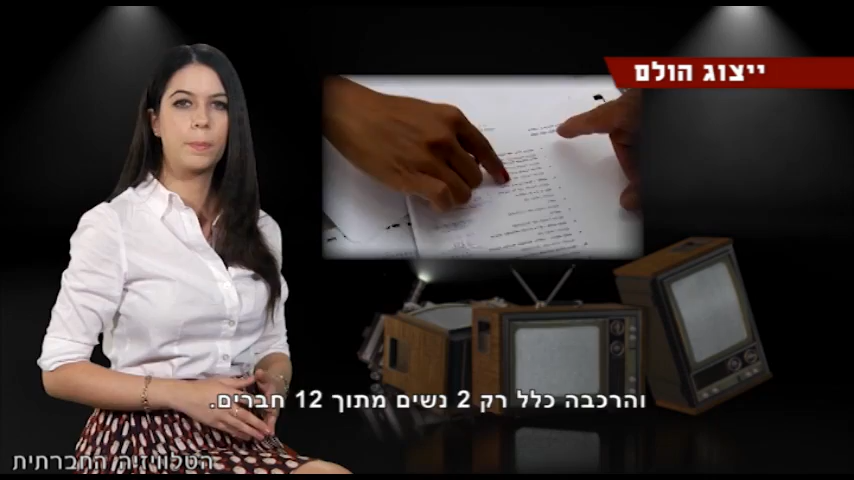 ייצוג הולם
והרכבה כלל רק 2 נשים מתוך 12 חברים.
הטלוויזיה החברתית